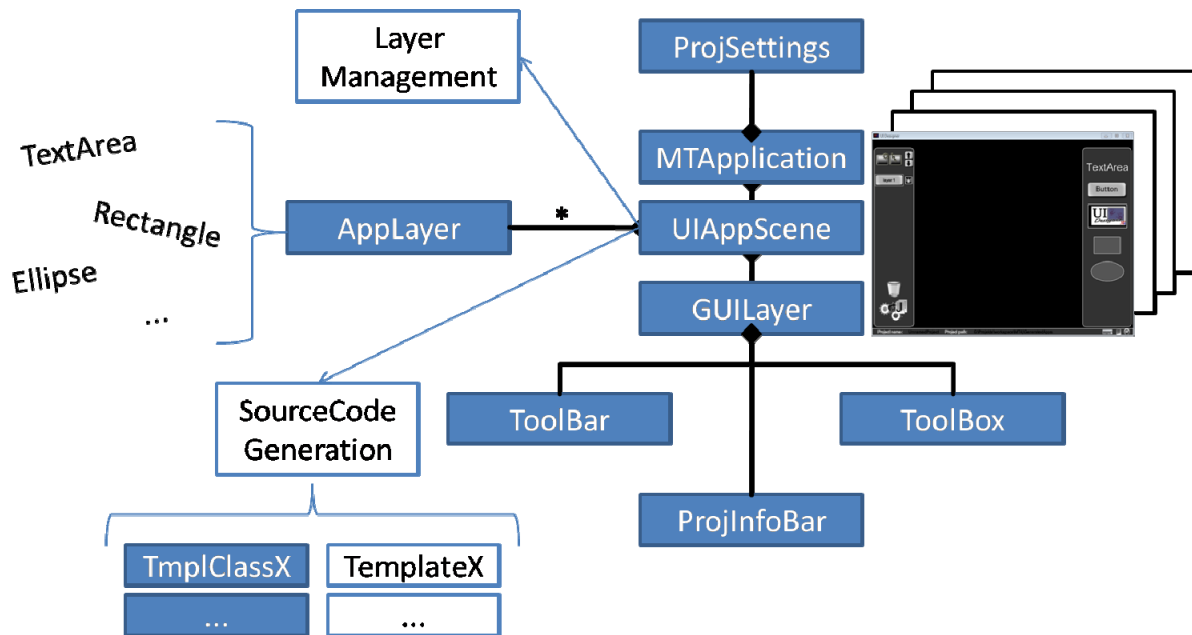 Layer
Management
ProjSettings
TextArea
MTApplication
TextArea
Button
Rectangle
AppLayer
*
UIAppScene
UI
Ellipse
GUILayer
...
SourceCode
Generation
ToolBar
ToolBox
ProjInfoBar
TmplClassX
TemplateX
...
...